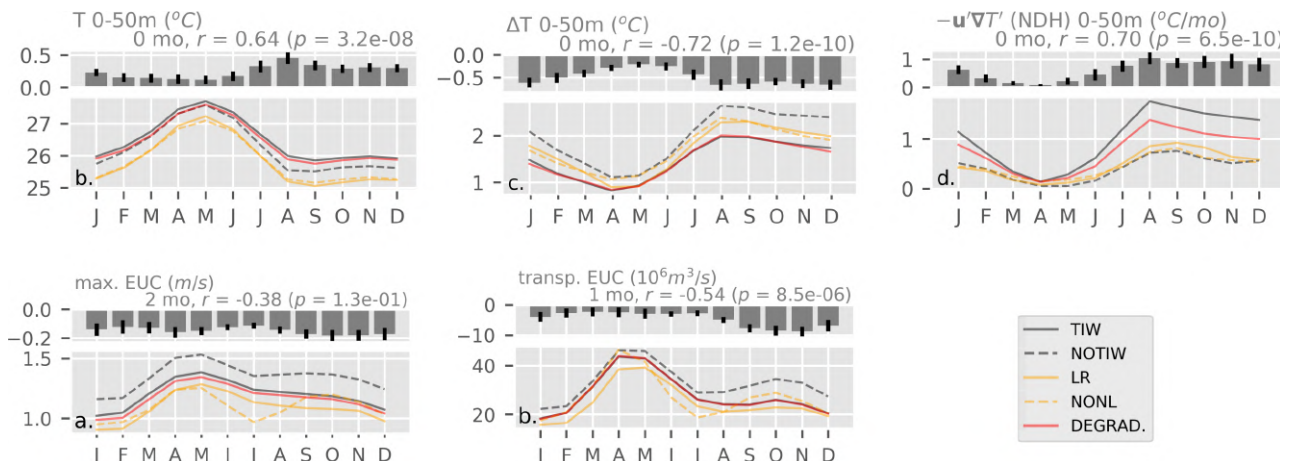 T 0-50m (°C)
0 mo, r = 0.64 (p = 3.2e-08
0.5
0.0
27
26
25
b.
J F M A M J J A S O N D
ΔT 0-50m (°C)
0 mo, r = -0.72 (p = 1.2e-10)
0.0
−0.5
2
1
c.
J F M A M J J A S O N D
−u′∇T′ (NDH) 0-50m (°C/mo)
0 mo, r = 0.70 (p = 6.5e-10)
1
0
1
0
d.
J F M A M J J A S O N D
max. EUC (m/s)
2 mo, r = -0.38 (p = 1.3e-01)
0.0
−0.2
1.5
1.0
a.
J F M A M J J A S O N D
transp. EUC (10⁶m³/s)
1 mo, r = -0.54 (p = 8.5e-06)
0
−10
40
20
b.
J F M A M J J A S O N D
TIW
NOTIW
LR
NONL
DEGRAD.